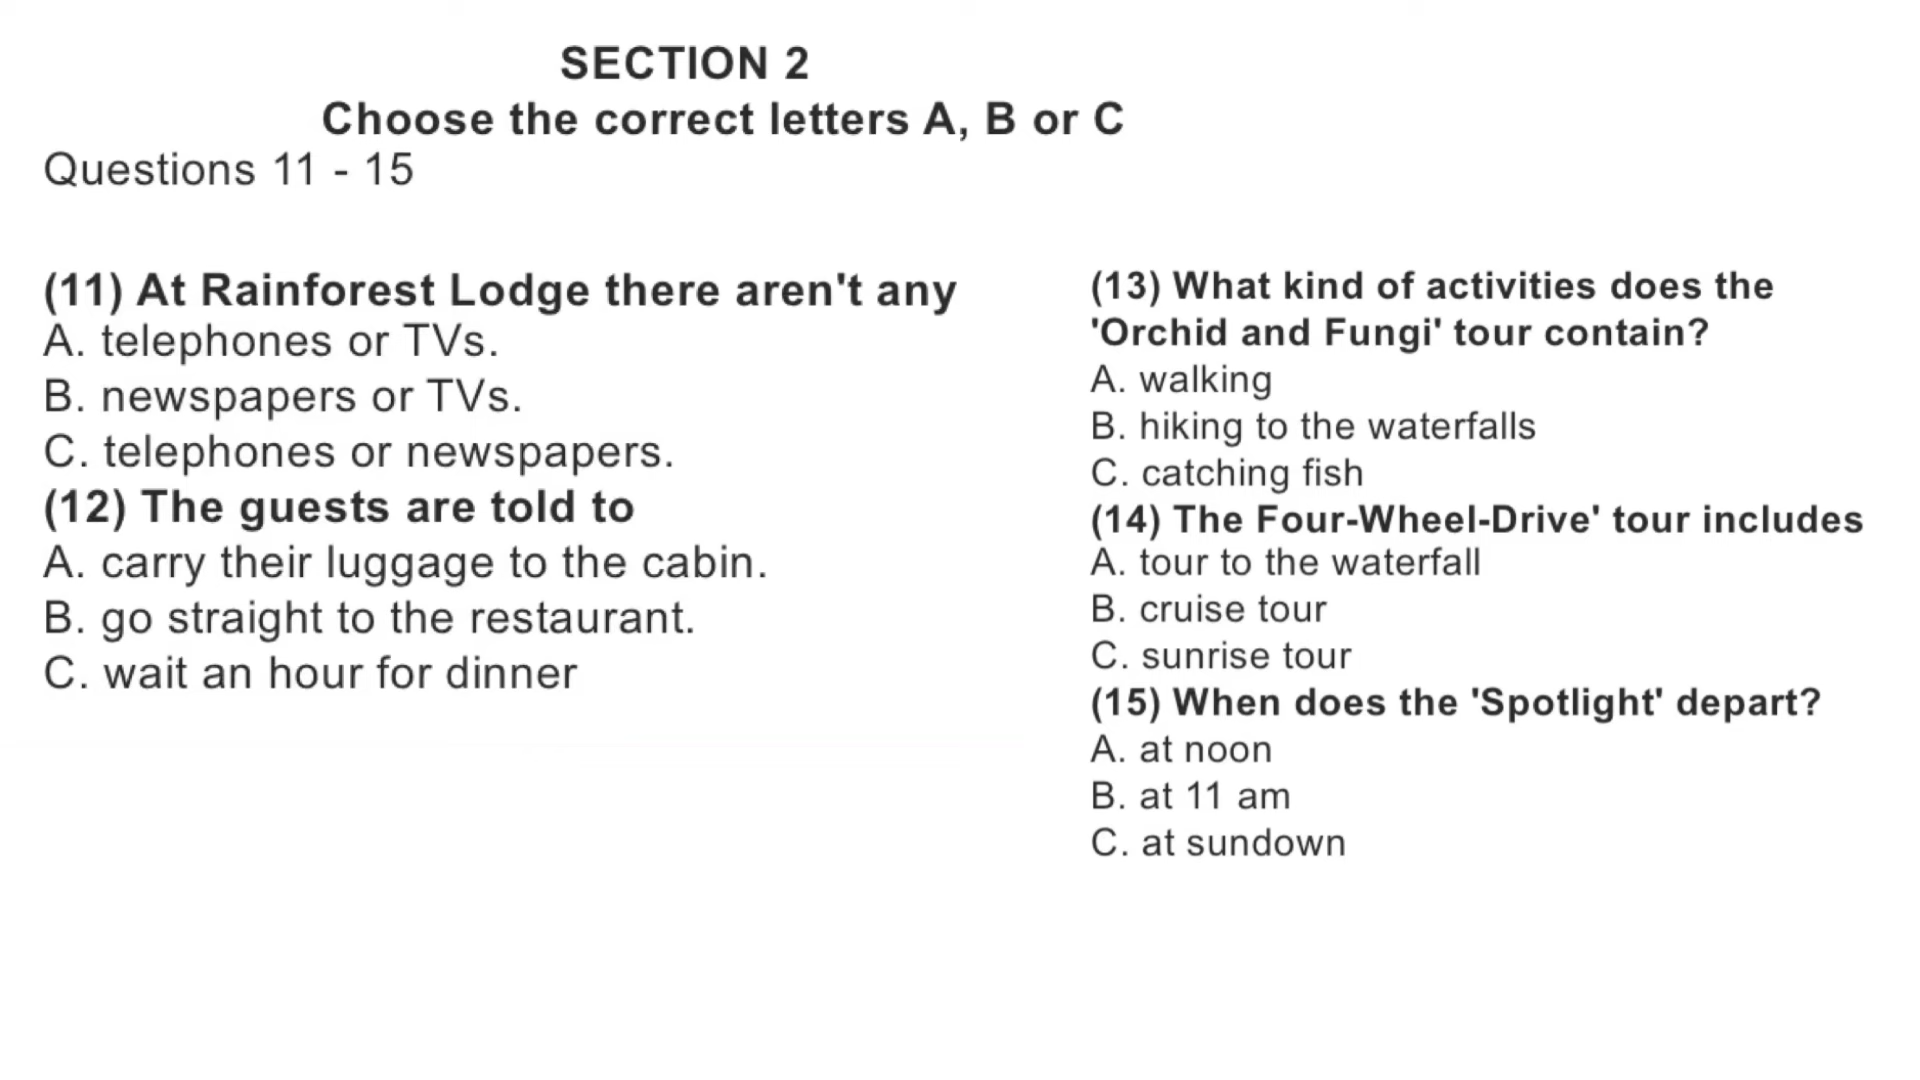 SECTION 2
Choose the correct letters A, B or C
Questions 11 - 15
(11) At Rainforest Lodge there aren't any
A. telephones or TVs.
B. newspapers or TVs.
C. telephones or newspapers.
(12) The guests are told to
A. carry their luggage to the cabin.
B. go straight to the restaurant.
C. wait an hour for dinner
(13) What kind of activities does the
'Orchid and Fungi' tour contain?
A. walking
B. hiking to the waterfalls
C. catching fish
(14) The Four-Wheel-Drive' tour includes
A. tour to the waterfall
B. cruise tour
C. sunrise tour
(15) When does the 'Spotlight' depart?
A. at noon
B. at 11 am
C. at sundown